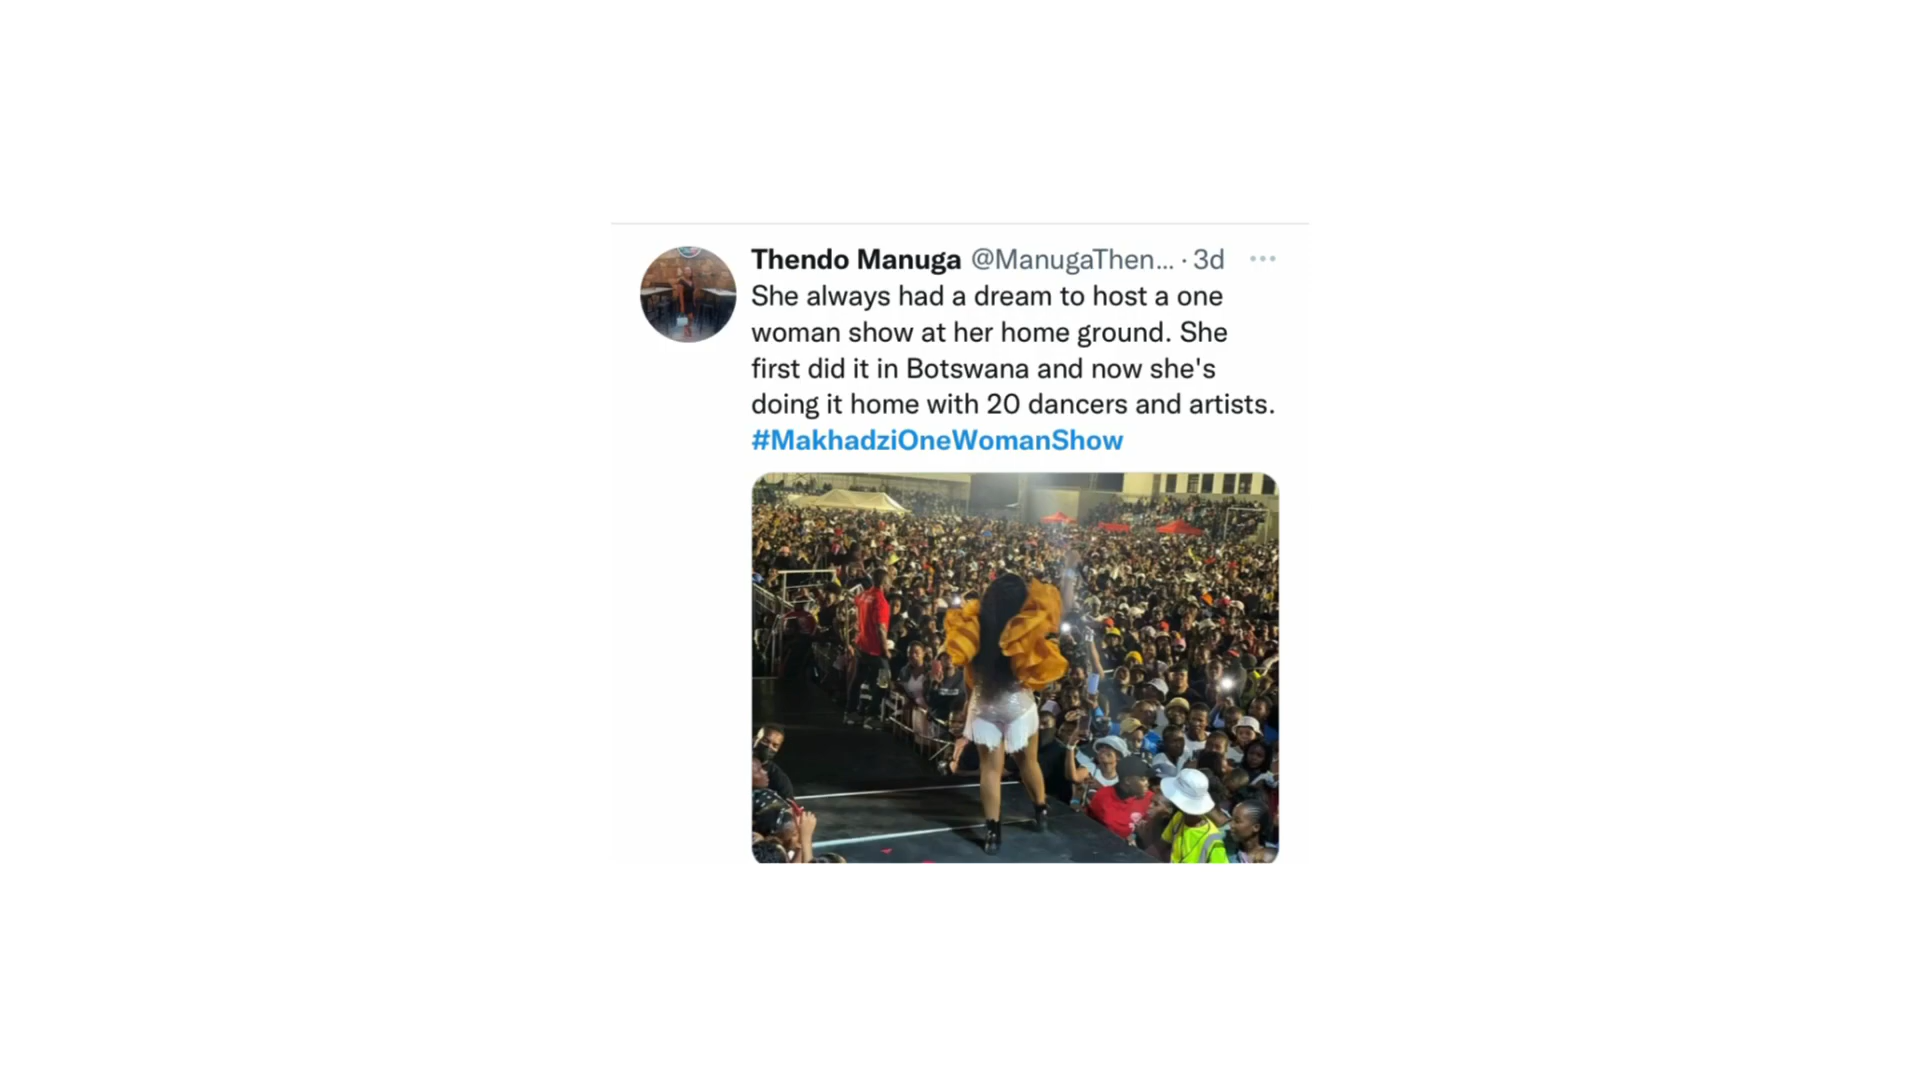 Thendo Manuga @ManugaThen... · 3d
She always had a dream to host a one
woman show at her home ground. She
first did it in Botswana and now she's
doing it home with 20 dancers and artists.
#MakhadziOneWomanShow